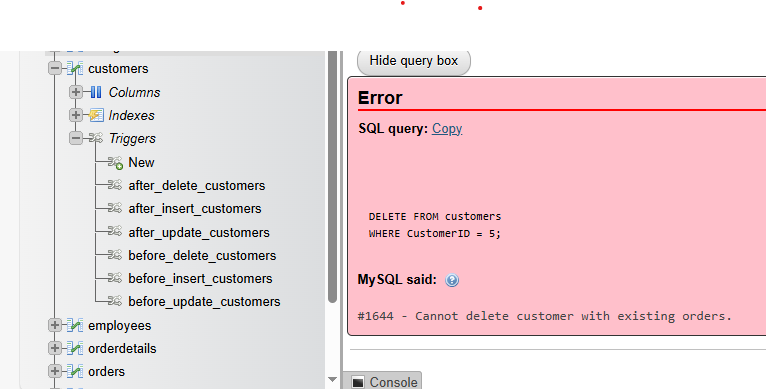 customers
Columns
Indexes
Triggers
New
after_delete_customers
after_insert_customers
after_update_customers
before_delete_customers
before_insert_customers
before_update_customers
employees
orderdetails
orders
Hide query box
Error
SQL query: Copy
DELETE FROM customers
WHERE CustomerID = 5;
MySQL said:
#1644 - Cannot delete customer with existing orders.
Console